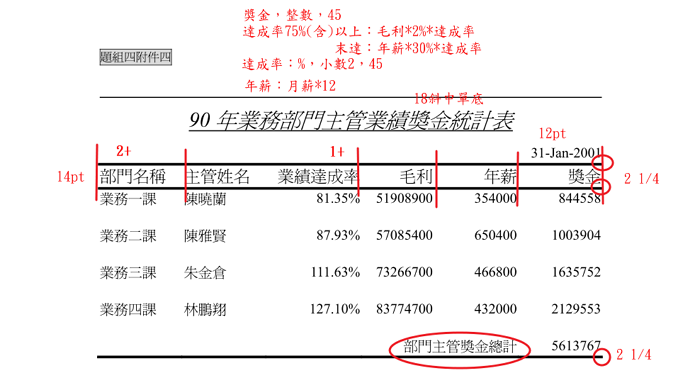 獎金，整數，45
達成率75%(含)以上：毛利*2%*達成率
未達：年薪*30%*達成率
題組四附件四
達成率：%，小數2，45
年薪：月薪*12
18斜中單底
90 年業務部門主管業績獎金統計表
12pt
2+ 1+ 31-Jan-2001
14pt 部門名稱 主管姓名 業績達成率 毛利 年薪 獎金 2 1/4
業務一課 陳曉蘭 81.35% 51908900 354000 844558
業務二課 陳雅賢 87.93% 57085400 650400 1003904
業務三課 朱金倉 111.63% 73266700 466800 1635752
業務四課 林鵬翔 127.10% 83774700 432000 2129553
部門主管獎金總計 5613767
2 1/4